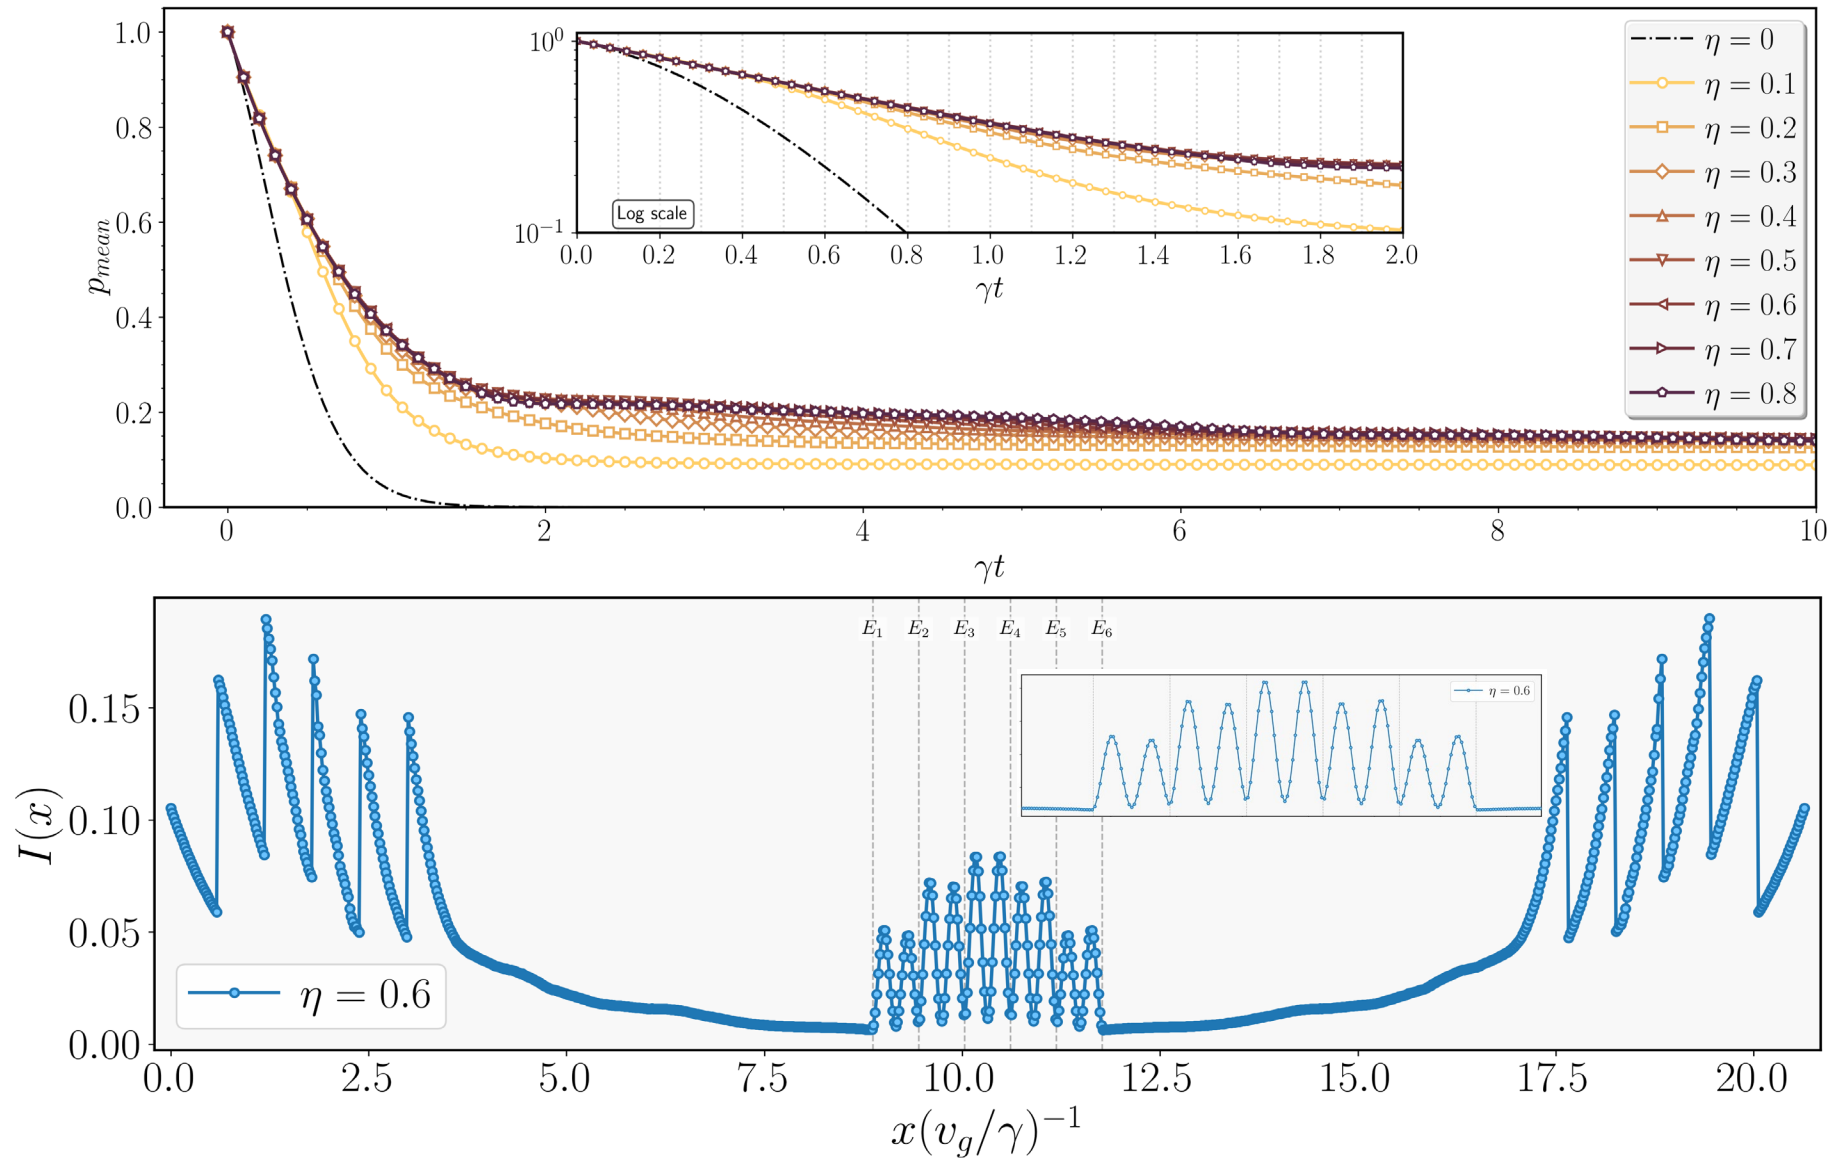 1.0
0.8
0.6
0.4
0.2
0.0
p_{mean}
0 2 4 6 8 10
γt
10^0
10^{-1}
Log scale
0.0 0.2 0.4 0.6 0.8 1.0 1.2 1.4 1.6 1.8 2.0
γt
η = 0
η = 0.1
η = 0.2
η = 0.3
η = 0.4
η = 0.5
η = 0.6
η = 0.7
η = 0.8
E_1 E_2 E_3 E_4 E_5 E_6
η = 0.6
0.15
0.10
0.05
0.00
I(x)
η = 0.6
0.0 2.5 5.0 7.5 10.0 12.5 15.0 17.5 20.0
x(v_g/γ)^{-1}